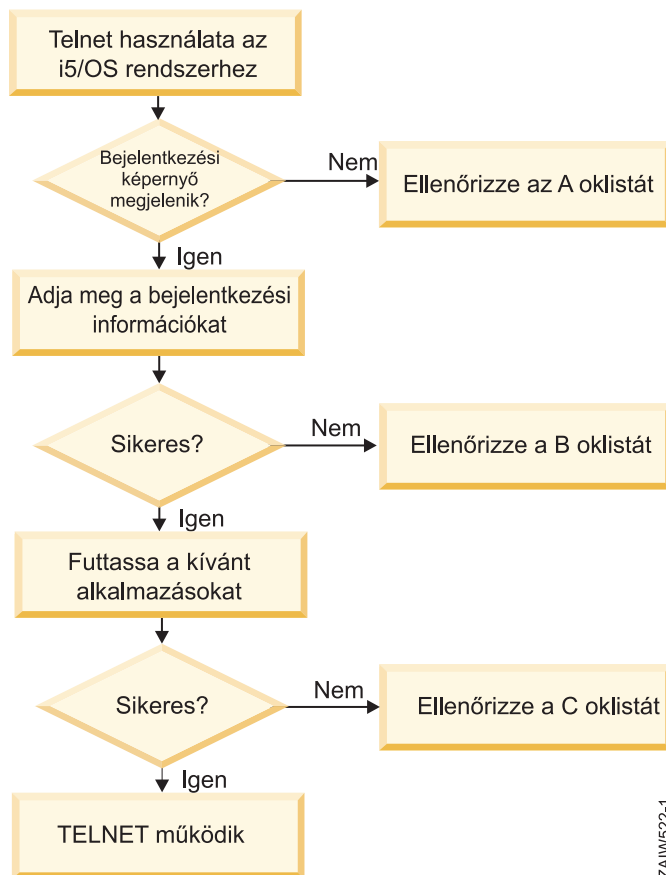 Telnet használata az
i5/OS rendszerhez
Bejelentkezési
képernyő
megjelenik?
Nem
Ellenőrizze az A oklistát
Igen
Adja meg a bejelentkezési
információkat
Sikeres?
Nem
Ellenőrizze a B oklistát
Igen
Futtassa a kívánt
alkalmazásokat
Sikeres?
Nem
Ellenőrizze a C oklistát
Igen
TELNET működik